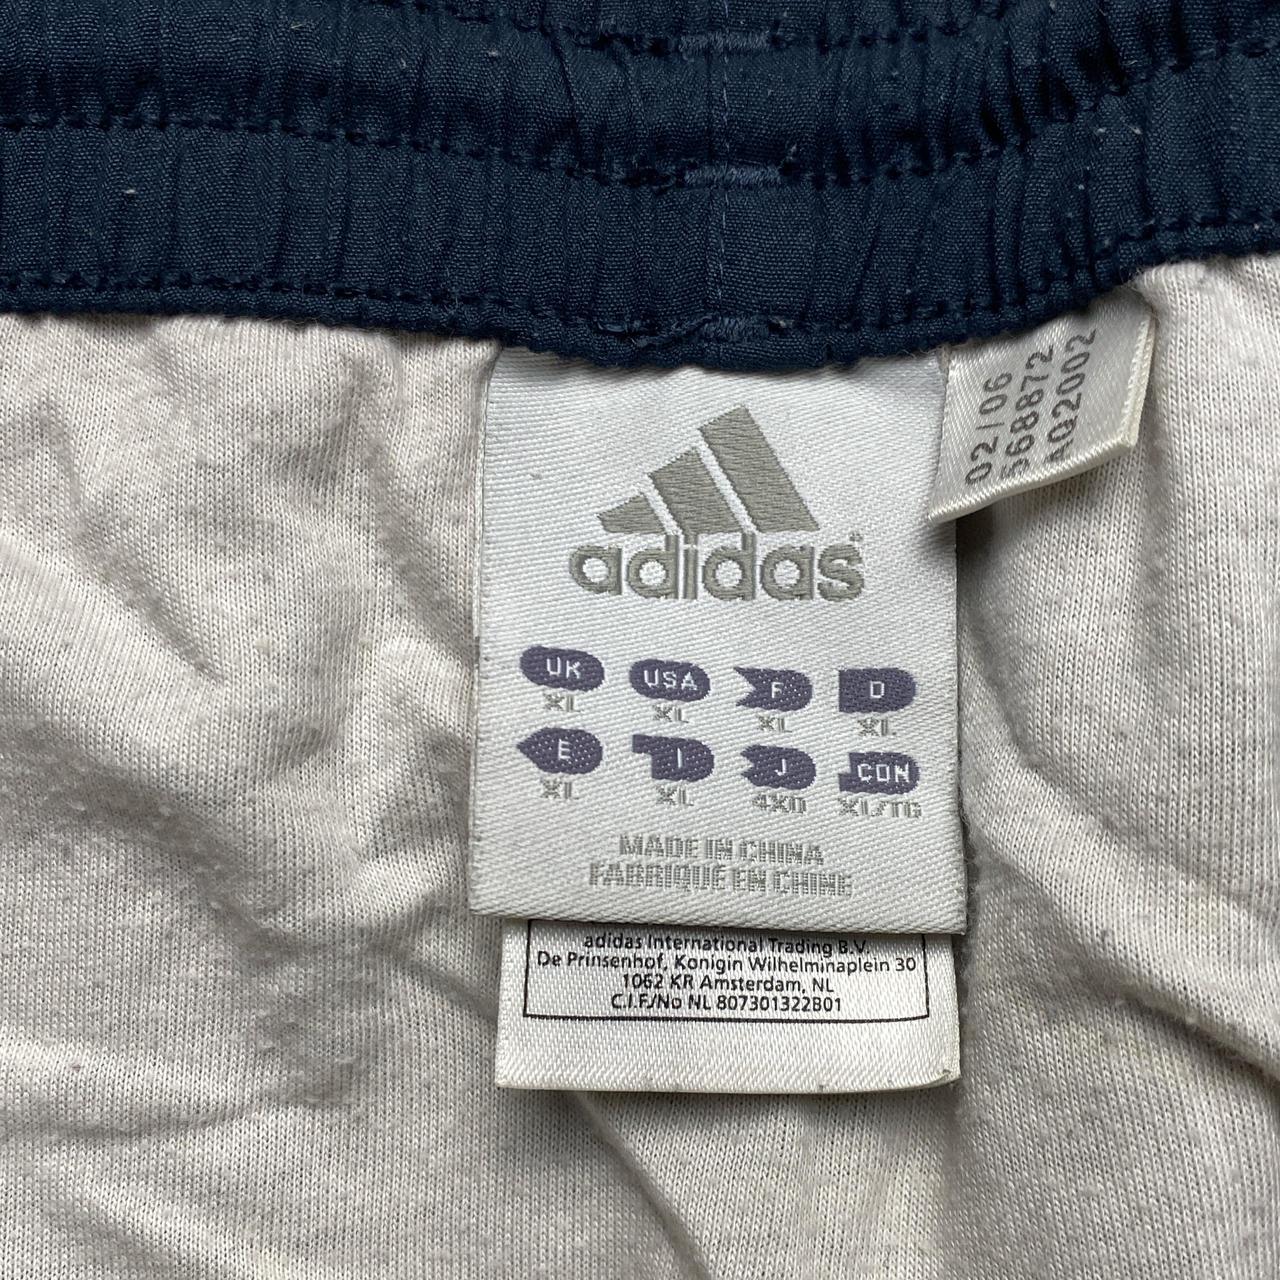 adidas®
UK USA F D
XL XL XL XL
E I J CON
XL XL 4XO XL/TG
MADE IN CHINA
FABRIQUE EN CHINE
adidas International Trading B.V.
De Prinsenhof, Konigin Wilhelminaplein 30
1062 KR Amsterdam, NL
C.I.F./No NL 807301322B01
02/06
568872
AQ2002